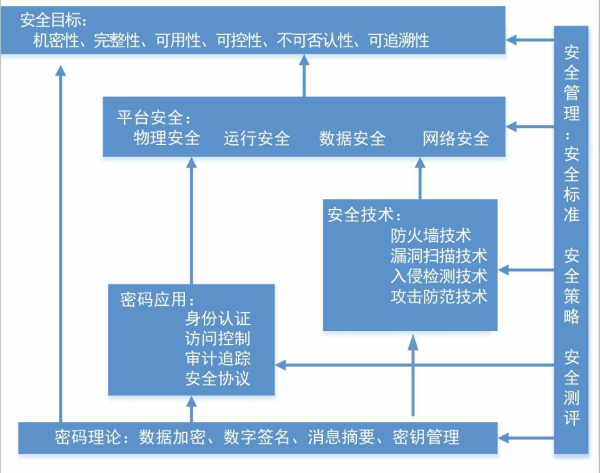 安全目标：
机密性、完整性、可用性、可控性、不可否认性、可追溯性
平台安全：
物理安全 运行安全 数据安全 网络安全
安全技术：
防火墙技术
漏洞扫描技术
入侵检测技术
攻击防范技术
密码应用：
身份认证
访问控制
审计追踪
安全协议
密码理论：数据加密、数字签名、消息摘要、密钥管理
安全管理：安全标准 安全策略 安全测评